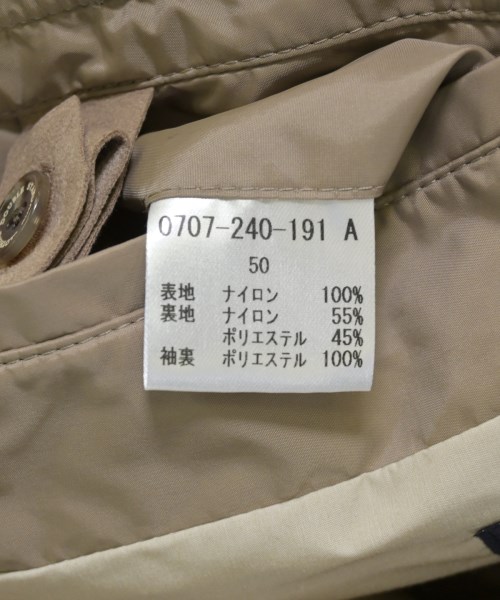 0707-240-191 A
50
表地 ナイロン 100%
裏地 ナイロン 55%
ポリエステル 45%
袖裏 ポリエステル 100%